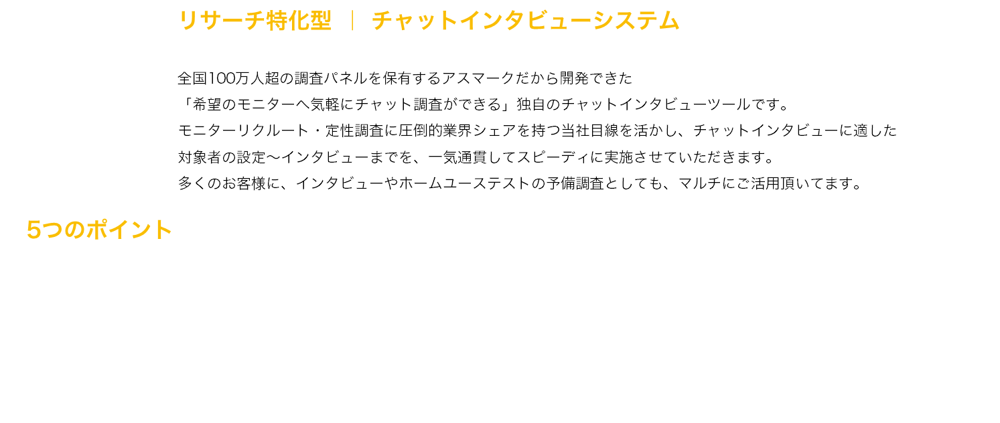 リサーチ特化型 ｜ チャットインタビューシステム
全国100万人超の調査パネルを保有するアスマークだから開発できた
「希望のモニターへ気軽にチャット調査ができる」独自のチャットインタビューツールです。
モニターリクルート・定性調査に圧倒的業界シェアを持つ当社目線を活かし、チャットインタビューに適した
対象者の設定～インタビューまでを、一気通貫してスピーディに実施させていただきます。
多くのお客様に、インタビューやホームユーステストの予備調査としても、マルチにご活用頂いてます。
5つのポイント